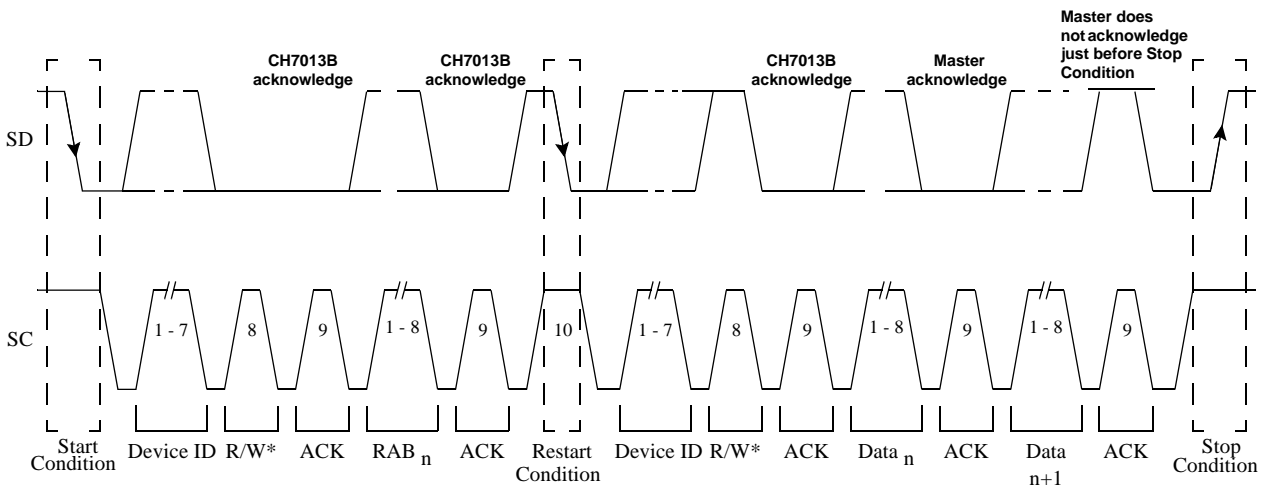 CH7013B
acknowledge
CH7013B
acknowledge
CH7013B
acknowledge
Master
acknowledge
Master does
not acknowledge
just before Stop
Condition
SD
SC
1 - 7
8
9
1 - 8
9
10
1 - 7
8
9
1 - 8
9
1 - 8
9
Start
Condition
Device ID
R/W*
ACK
RAB n
ACK
Restart
Condition
Device ID
R/W*
ACK
Data n
ACK
Data
n+1
ACK
Stop
Condition